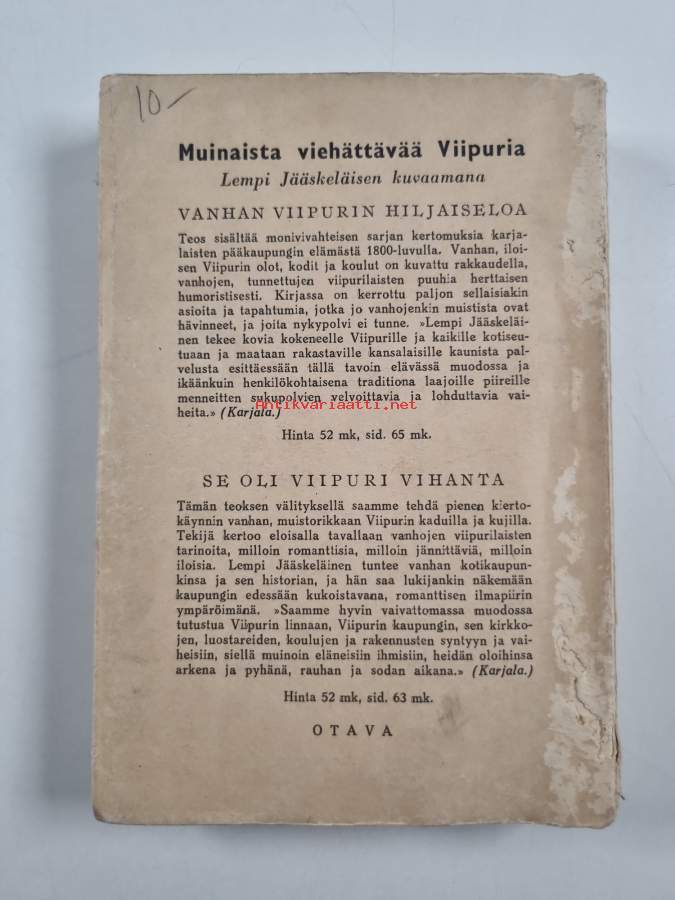 10–
Muinaista viehättävää Viipuria
Lempi Jääskeläisen kuvaamana
VANHAN VIIPURIN HILJAISELOA
Teos sisältää monivivahteisen sarjan kertomuksia karja-
laisten pääkaupungin elämästä 1800-luvulla. Vanhan, iloi-
sen Viipurin olot, kodit ja koulut on kuvattu rakkaudella,
vanhojen, tunnettujen viipurilaisten puuhia herttaisen
humoristisesti. Kirjassa on kerrottu paljon sellaisiakin
asioita ja tapahtumia, jotka jo vanhojenkin muistista ovat
hävinneet, ja joita nykypolvi ei tunne. »Lempi Jääskeläi-
nen tekee kovia kokeneelle Viipurille ja kaikille kotiseu-
tuaan ja maataan rakastaville kansalaisille kaunista pal-
velusta esittäessään tällä tavoin elävässä muodossa ja
ikäänkuin henkilökohtaisena traditiona laajoille piireille
menneitten sukupolvien velvoittavia ja lohduttavia vai-
heita.» (Karjala.)
Antikvariaatti.net
Hinta 52 mk, sid. 65 mk.
SE OLI VIIPURI VIHANTA
Tämän teoksen välityksellä saamme tehdä pienen kierto-
käynnin vanhan, muistorikkaan Viipurin kaduilla ja kujilla.
Tekijä kertoo eloisalla tavallaan vanhojen viipurilaisten
tarinoita, milloin romanttisia, milloin jännittäviä, milloin
iloisia. Lempi Jääskeläinen tuntee vanhan kotikaupun-
kinsa ja sen historian, ja hän saa lukijankin näkemään
kaupungin edessään kukoistavana, romanttisen ilmapiirin
ympäröimänä. »Saamme hyvin vaivattomassa muodossa
tutustua Viipurin linnaan, Viipurin kaupungin, sen kirkko-
jen, luostareiden, koulujen ja rakennusten syntyyn ja vai-
heisiin, siellä muinoin eläneisiin ihmisiin, heidän oloihinsa
arkena ja pyhänä, rauhan ja sodan aikana.» (Karjala.)
Hinta 52 mk, sid. 63 mk.
OTAVA